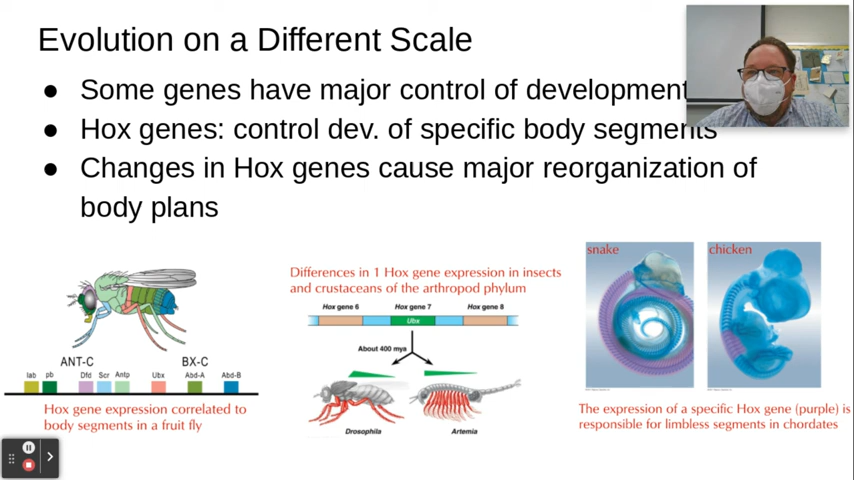 Evolution on a Different Scale
● Some genes have major control of development
● Hox genes: control dev. of specific body segments
● Changes in Hox genes cause major reorganization of
body plans
ANT-C BX-C
lab pb Dfd Scr Antp Ubx Abd-A Abd-B
Hox gene expression correlated to
body segments in a fruit fly
Differences in 1 Hox gene expression in insects
and crustaceans of the arthropod phylum
Hox gene 6 Hox gene 7 Hox gene 8
Ubx
About 400 mya
Drosophila Artemia
snake chicken
The expression of a specific Hox gene (purple) is
responsible for limbless segments in chordates